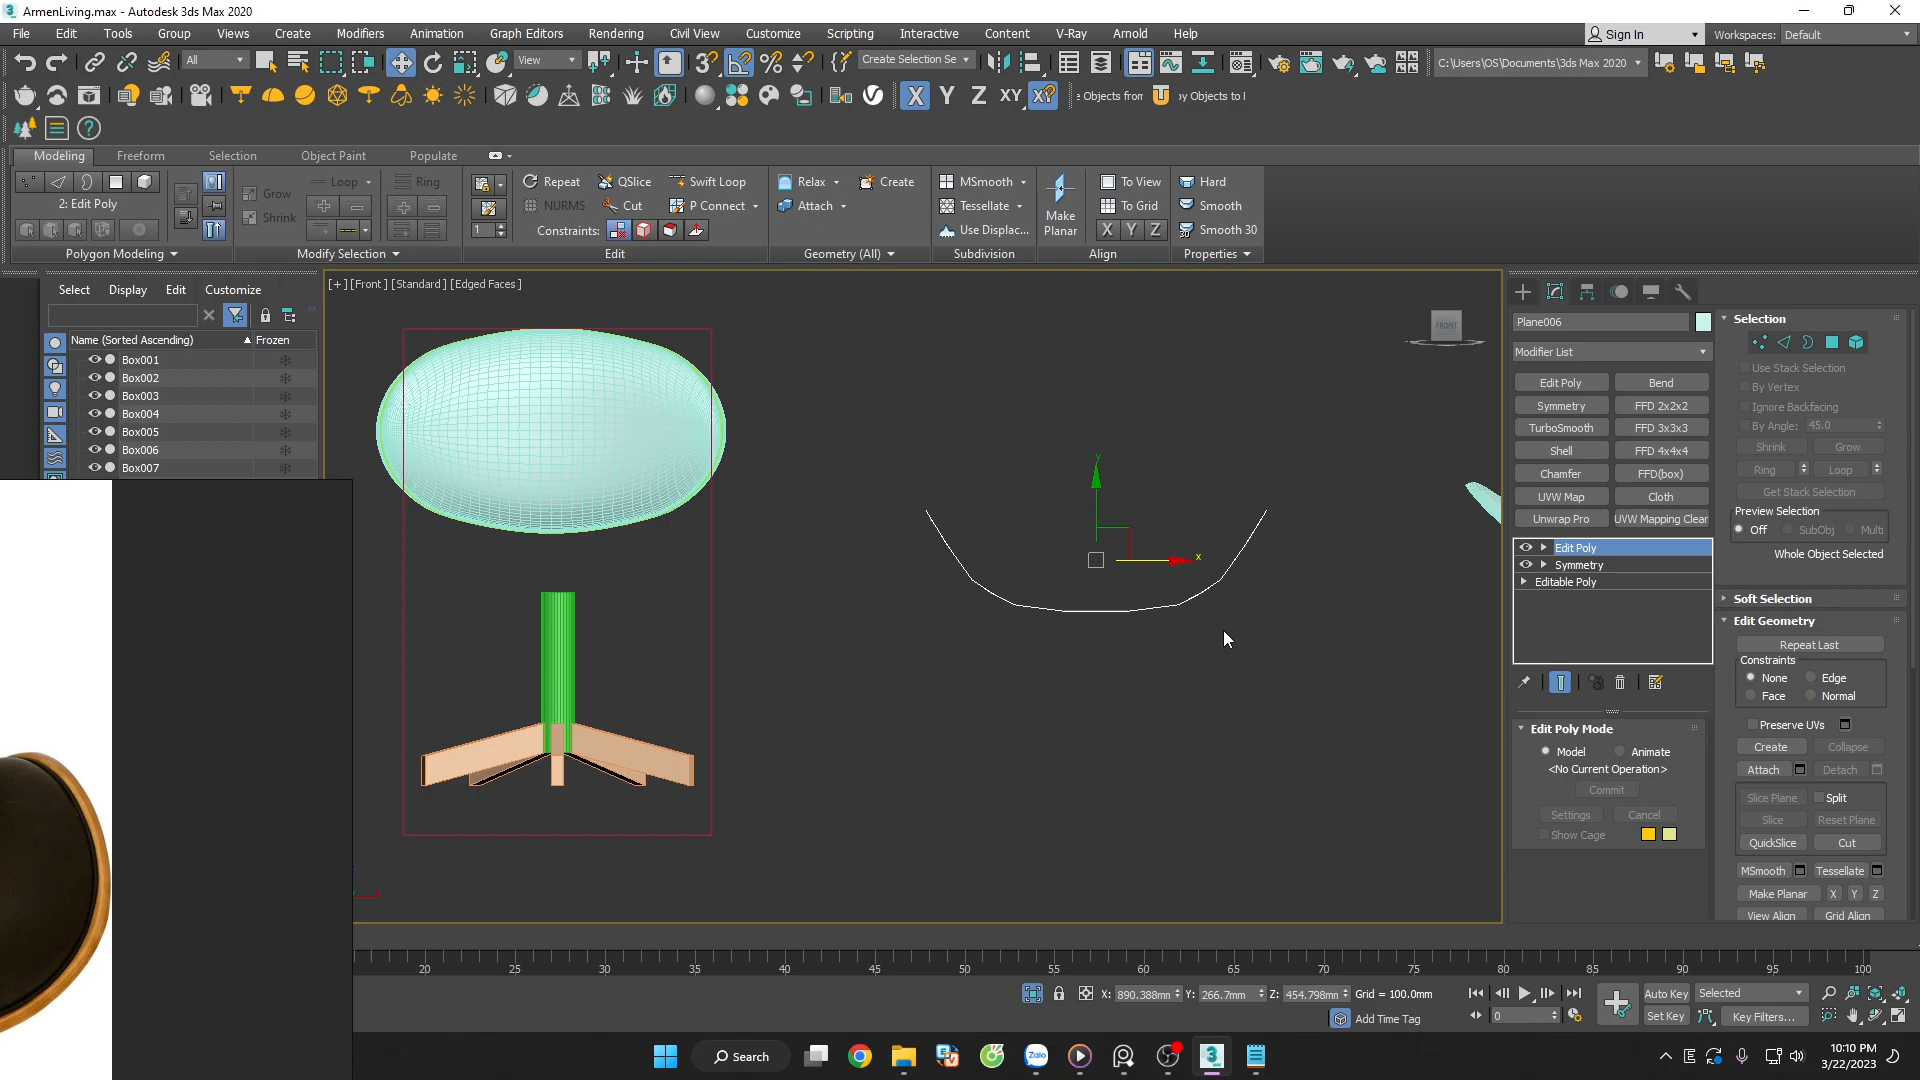 ArmenLiving.max - Autodesk 3ds Max 2020
File Edit Tools Group Views Create Modifiers Animation Graph Editors Rendering Civil View Customize Scripting Interactive Content V-Ray Arnold Help
Sign In Workspaces: Default
All View Create Selection Se C:\Users\OS\Documents\3ds Max 2020
X Y Z XY XY e Objects from by Objects to l
Modeling Freeform Selection Object Paint Populate
Grow Loop Ring Repeat QSlice Swift Loop Relax Create MSmooth To View Hard
2: Edit Poly NURMS Cut P Connect Attach Tessellate Make Planar To Grid Smooth
Shrink 1 Constraints: Use Displac... X Y Z Smooth 30
Polygon Modeling Modify Selection Edit Geometry (All) Subdivision Align Properties
Select Display Edit Customize
[+] [Front ] [Standard ] [Edged Faces ]
FRONT
Name (Sorted Ascending) Frozen
Box001
Box002
Box003
Box004
Box005
Box006
Box007
y
x
Plane006
Modifier List
Edit Poly Bend
Symmetry FFD 2x2x2
TurboSmooth FFD 3x3x3
Shell FFD 4x4x4
Chamfer FFD(box)
UVW Map Cloth
Unwrap Pro UVW Mapping Clear
Edit Poly
Symmetry
Editable Poly
Edit Poly Mode
Model Animate
<No Current Operation>
Commit
Settings Cancel
Show Cage
Selection
Use Stack Selection
By Vertex
Ignore Backfacing
By Angle: 45.0
Shrink Grow
Ring Loop
Get Stack Selection
Preview Selection
Off SubObj Multi
Whole Object Selected
Soft Selection
Edit Geometry
Repeat Last
Constraints
None Edge
Face Normal
Preserve UVs
Create Collapse
Attach Detach
Slice Plane Split
Slice Reset Plane
QuickSlice Cut
MSmooth Tessellate
Make Planar X Y Z
View Align Grid Align
20 25 30 35 40 45 50 55 60 65 70 75 80 85 90 95 100
X: 890.388mm Y: 266.7mm Z: 454.798mm Grid = 100.0mm
Add Time Tag
0
Auto Key Selected
Set Key Key Filters...
Search
Zalo
3
E
10:10 PM
3/22/2023